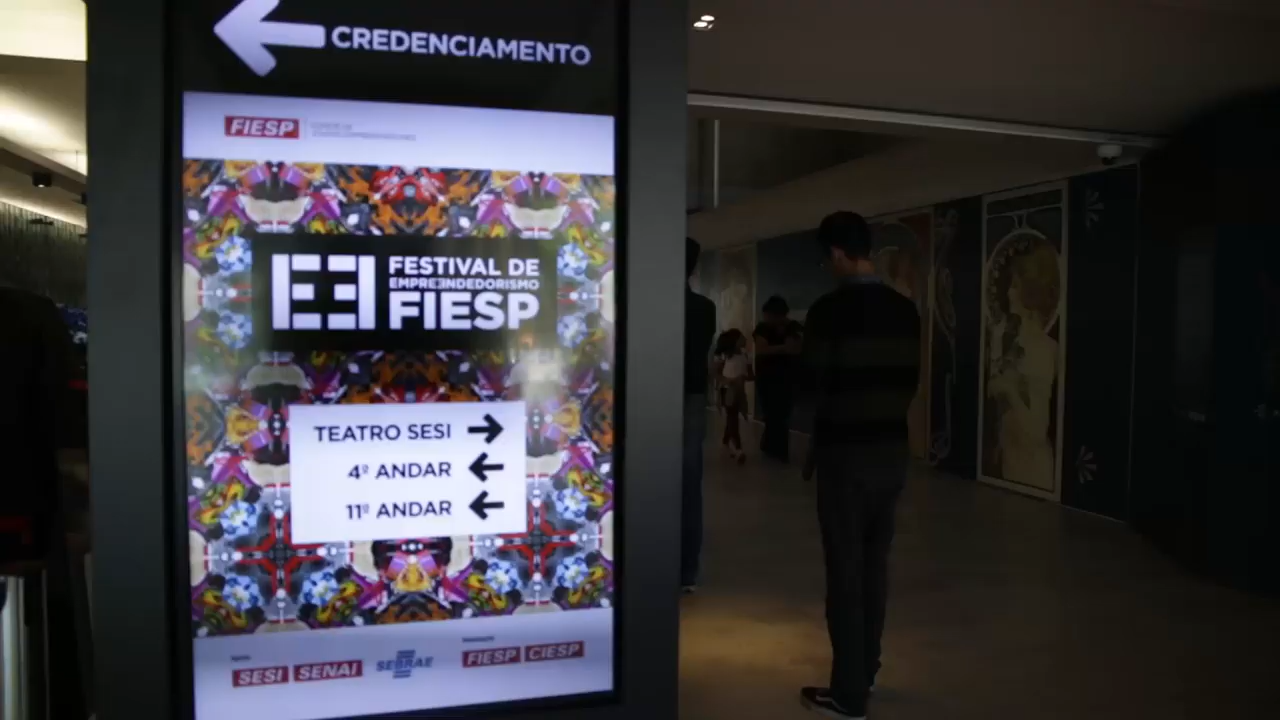 CREDENCIAMENTO
FIESP
FESTIVAL DE
EMPREENDEDORISMO
FIESP
TEATRO SESI
4º ANDAR
11º ANDAR
SESI SENAI SEBRAE FIESP CIESP